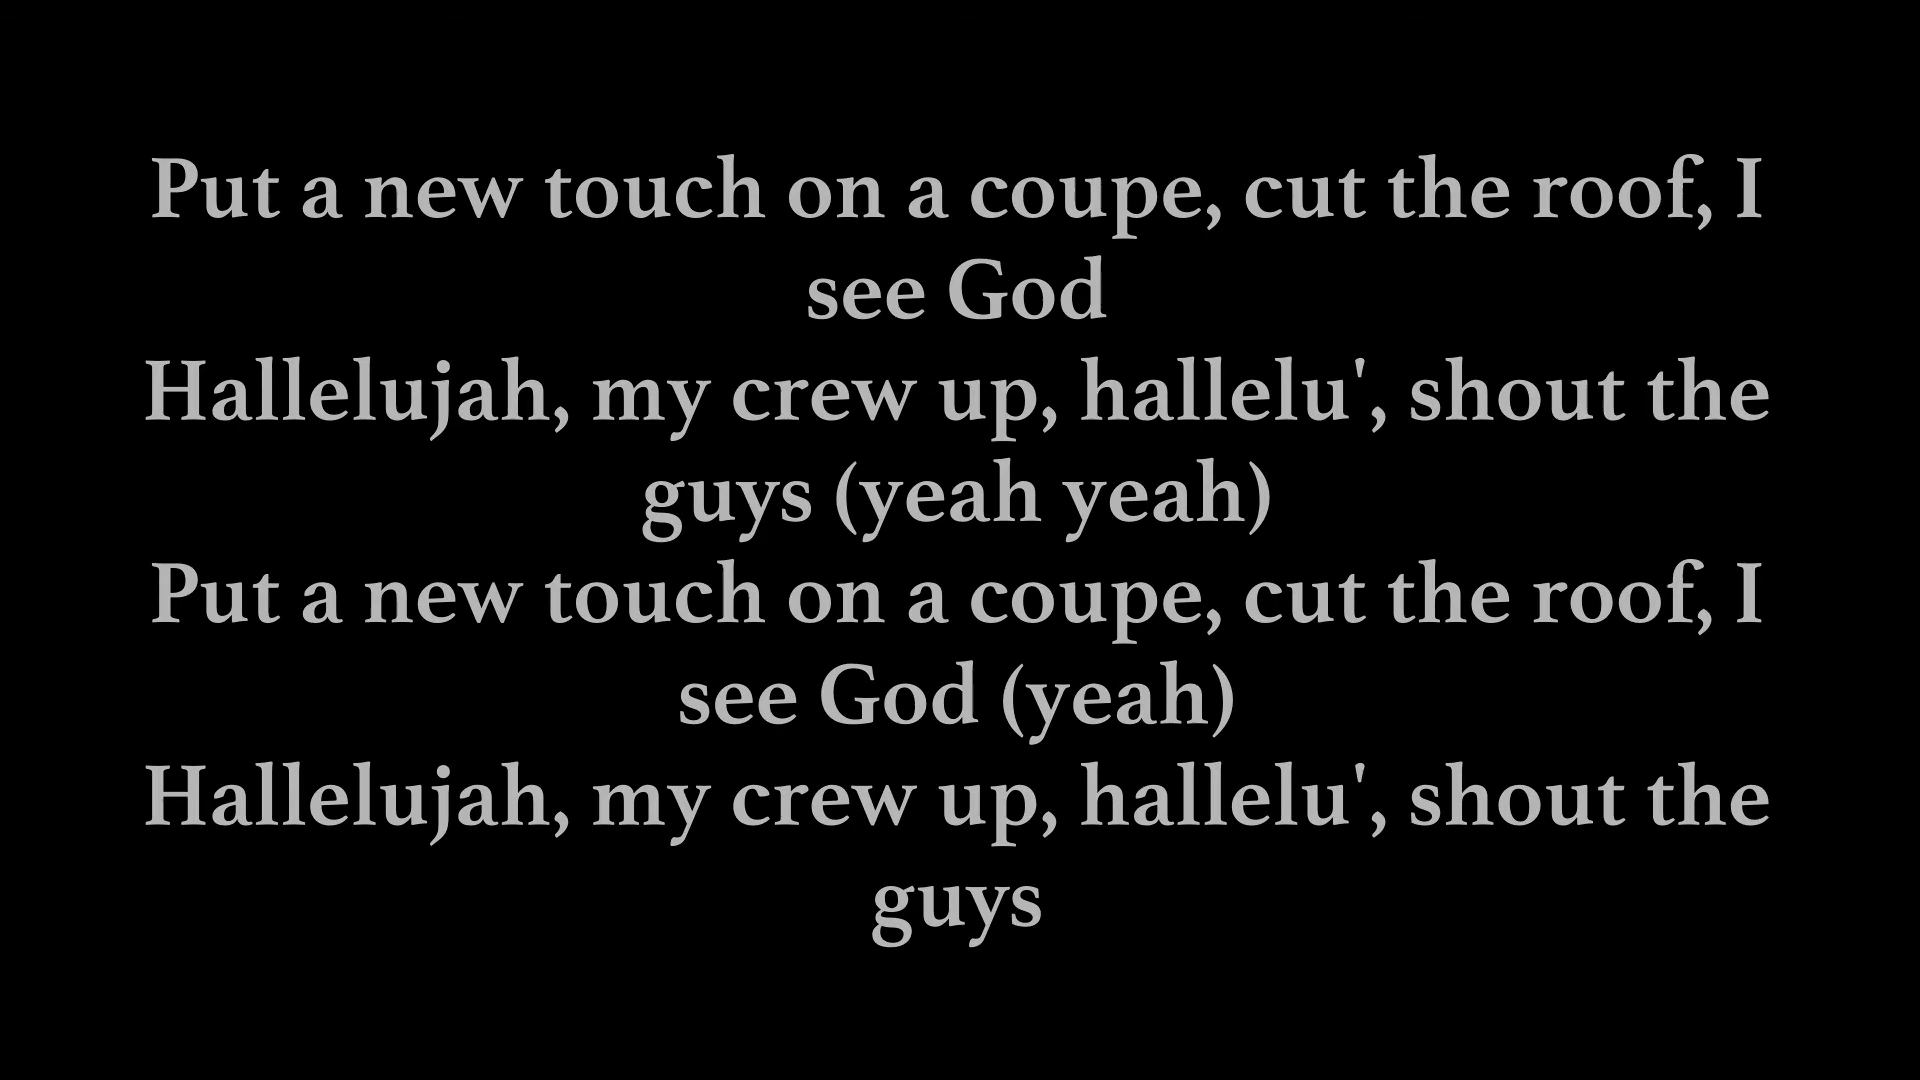 Put a new touch on a coupe, cut the roof, I
see God
Hallelujah, my crew up, hallelu', shout the
guys (yeah yeah)
Put a new touch on a coupe, cut the roof, I
see God (yeah)
Hallelujah, my crew up, hallelu', shout the
guys